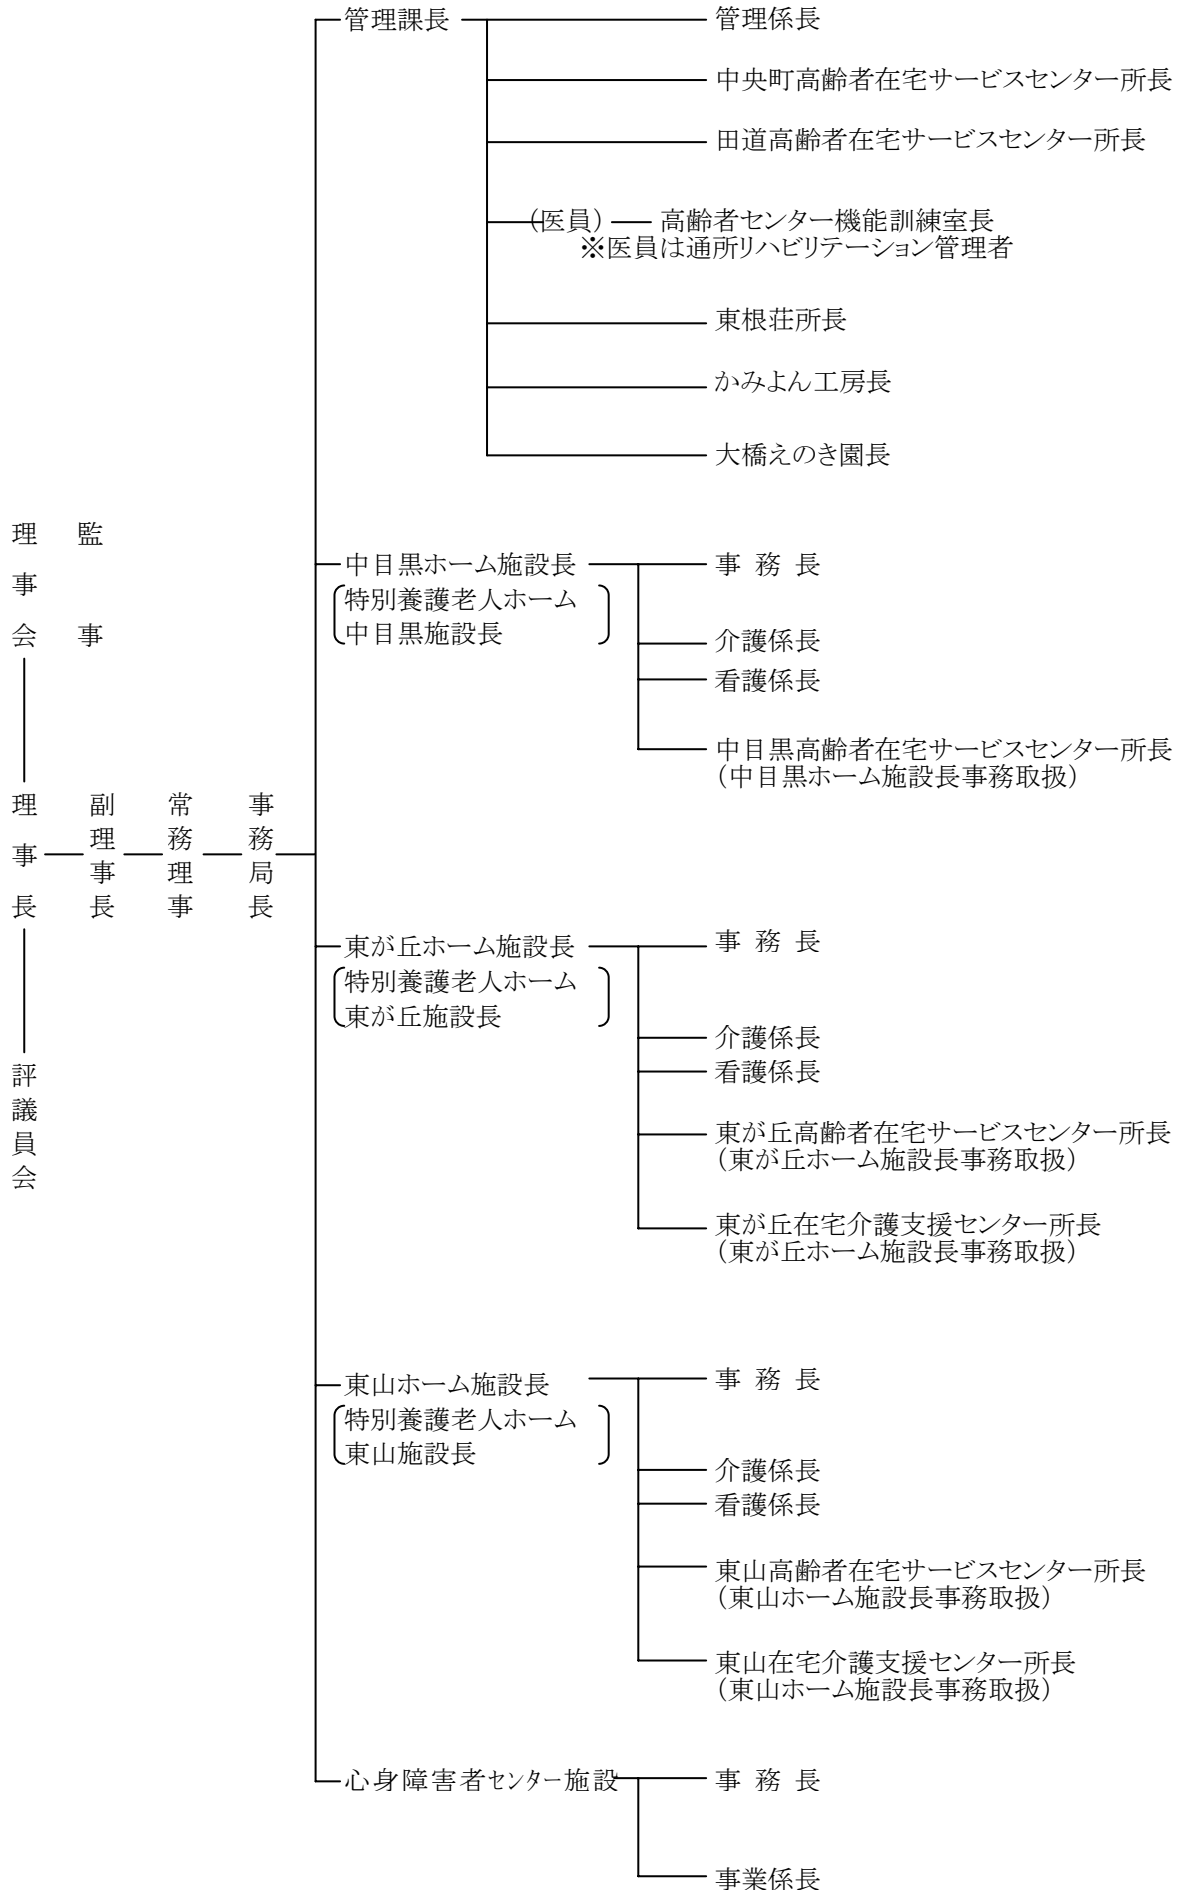 理事会
監事
理事長
評議員会
副理事長
常務理事
事務局長
管理課長
管理係長
中央町高齢者在宅サービスセンター所長
田道高齢者在宅サービスセンター所長
(医員)
高齢者センター機能訓練室長
※医員は通所リハビリテーション管理者
東根荘所長
かみよん工房長
大橋えのき園長
中目黒ホーム施設長
特別養護老人ホーム
中目黒施設長
事 務 長
介護係長
看護係長
中目黒高齢者在宅サービスセンター所長
(中目黒ホーム施設長事務取扱)
東が丘ホーム施設長
特別養護老人ホーム
東が丘施設長
事 務 長
介護係長
看護係長
東が丘高齢者在宅サービスセンター所長
(東が丘ホーム施設長事務取扱)
東が丘在宅介護支援センター所長
(東が丘ホーム施設長事務取扱)
東山ホーム施設長
特別養護老人ホーム
東山施設長
事 務 長
介護係長
看護係長
東山高齢者在宅サービスセンター所長
(東山ホーム施設長事務取扱)
東山在宅介護支援センター所長
(東山ホーム施設長事務取扱)
心身障害者センター施設
事 務 長
事業係長